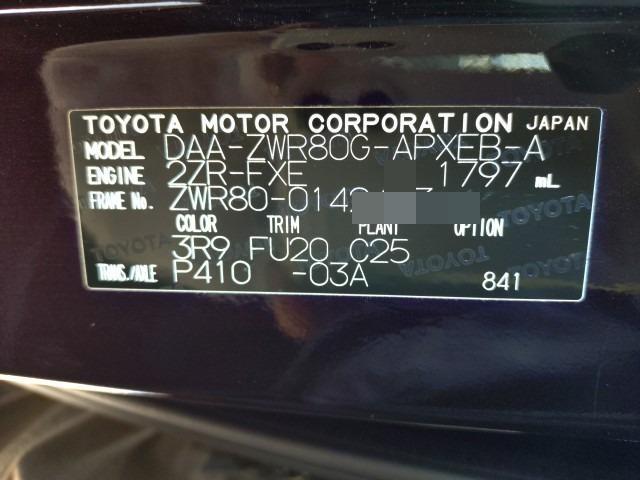 TOYOTA MOTOR CORPORATION JAPAN
MODEL DAA-ZWR80G-APXEB-A
ENGINE 2ZR-FXE 1797 mL
FRAME No. ZWR80-0142
COLOR TRIM PLANT OPTION
3R9 FU20 C25
TRANS./AXLE P410 -03A 841